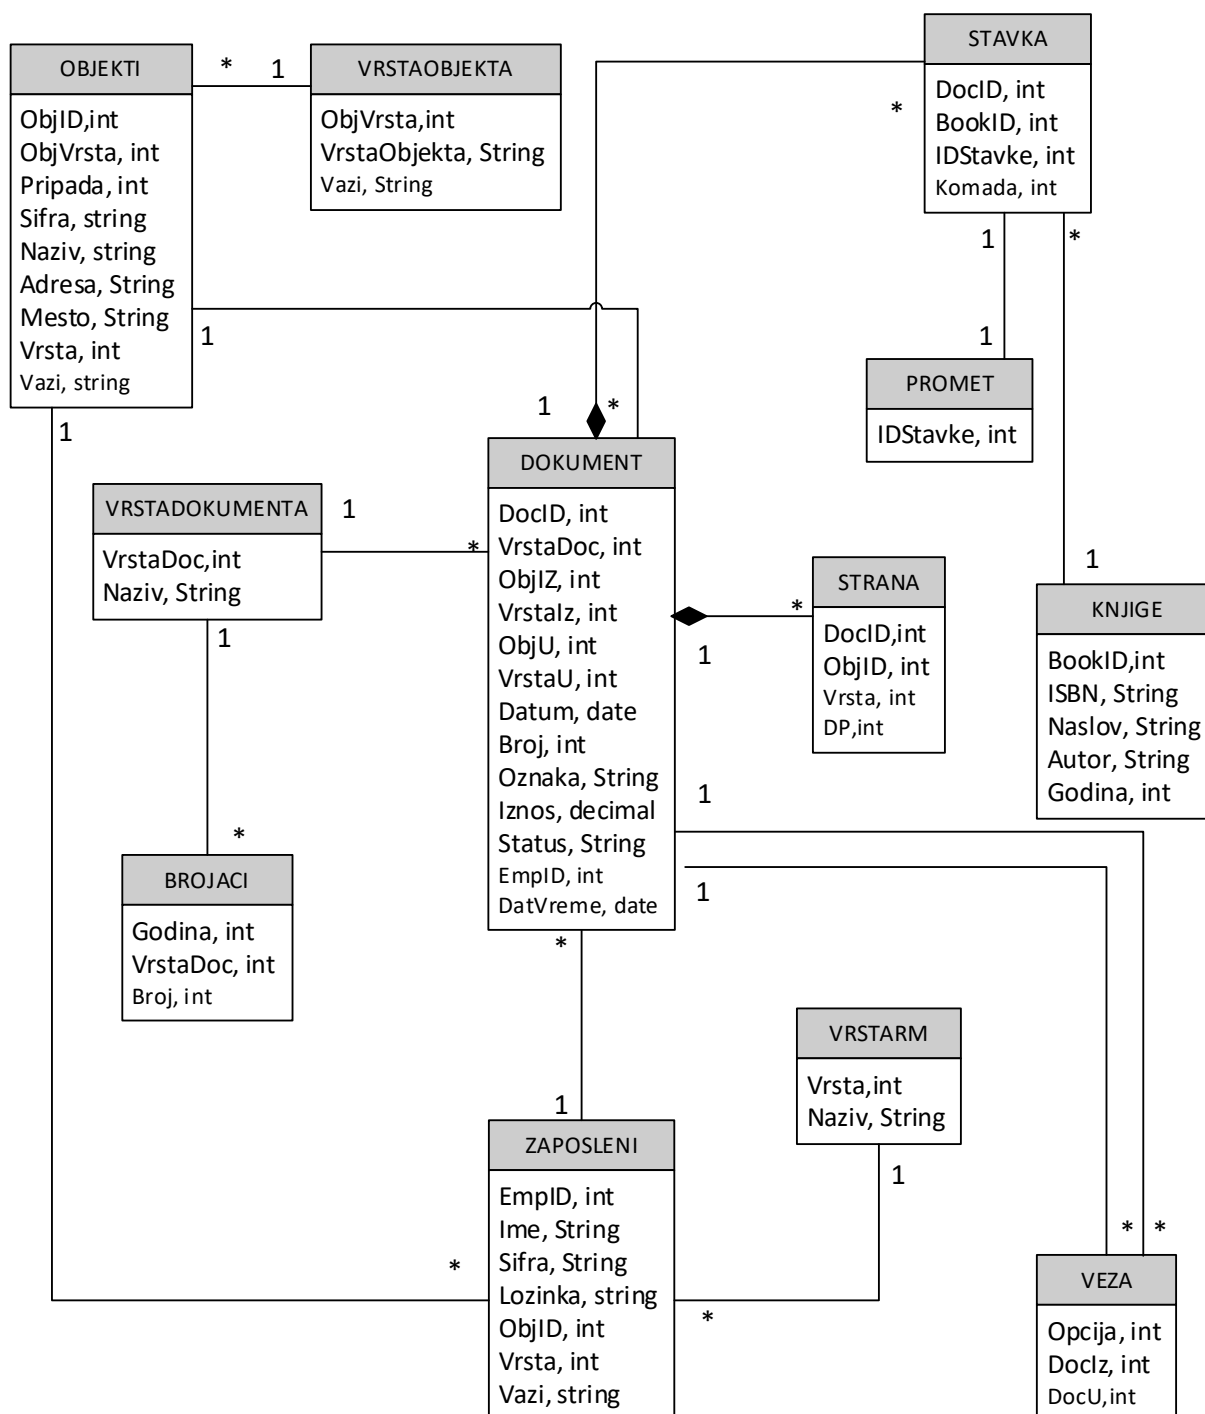 OBJEKTI
ObjID,int
ObjVrsta, int
Pripada, int
Sifra, string
Naziv, string
Adresa, String
Mesto, String
Vrsta, int
Vazi, string
*
1
VRSTAOBJEKTA
ObjVrsta,int
VrstaObjekta, String
Vazi, String
STAVKA
DocID, int
BookID, int
IDStavke, int
Komada, int
*
1
*
1
1
PROMET
IDStavke, int
1
*
1
1
KNJIGE
BookID,int
ISBN, String
Naslov, String
Autor, String
Godina, int
DOKUMENT
DocID, int
VrstaDoc, int
ObjIZ, int
VrstaIz, int
ObjU, int
VrstaU, int
Datum, date
Broj, int
Oznaka, String
Iznos, decimal
Status, String
EmpID, int
DatVreme, date
VRSTADOKUMENTA
VrstaDoc,int
Naziv, String
1
*
1
*
BROJACI
Godina, int
VrstaDoc, int
Broj, int
STRANA
DocID,int
ObjID, int
Vrsta, int
DP,int
*
1
1
1
*
1
VRSTARM
Vrsta,int
Naziv, String
1
*
*
ZAPOSLENI
EmpID, int
Ime, String
Sifra, String
Lozinka, string
ObjID, int
Vrsta, int
Vazi, string
*
*
VEZA
Opcija, int
DocIz, int
DocU,int